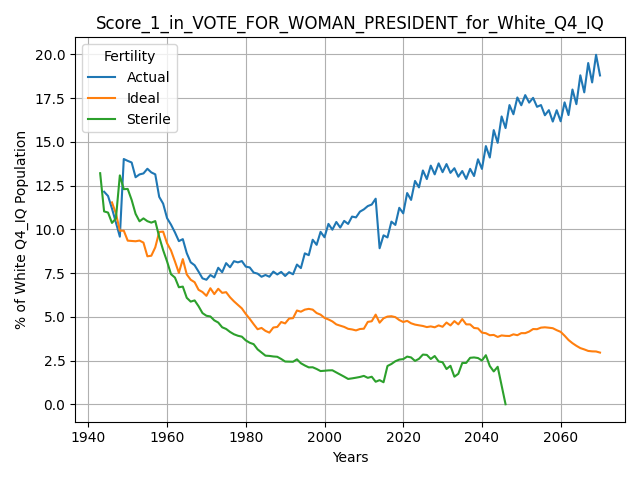 Score_1_in_VOTE_FOR_WOMAN_PRESIDENT_for_White_Q4_IQ
Fertility
Actual
Ideal
Sterile
% of White Q4_IQ Population
20.0
17.5
15.0
12.5
10.0
7.5
5.0
2.5
0.0
1940 1960 1980 2000 2020 2040 2060
Years